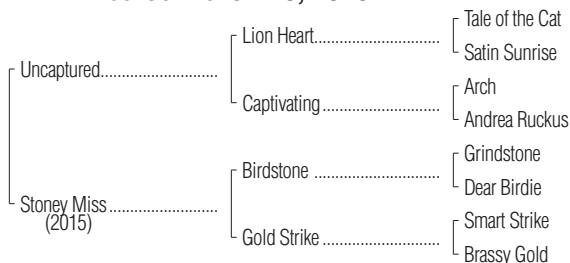 Lion Heart
Tale of the Cat
Satin Sunrise
Uncaptured
Captivating
Arch
Andrea Ruckus
Birdstone
Grindstone
Dear Birdie
Stoney Miss
(2015)
Gold Strike
Smart Strike
Brassy Gold